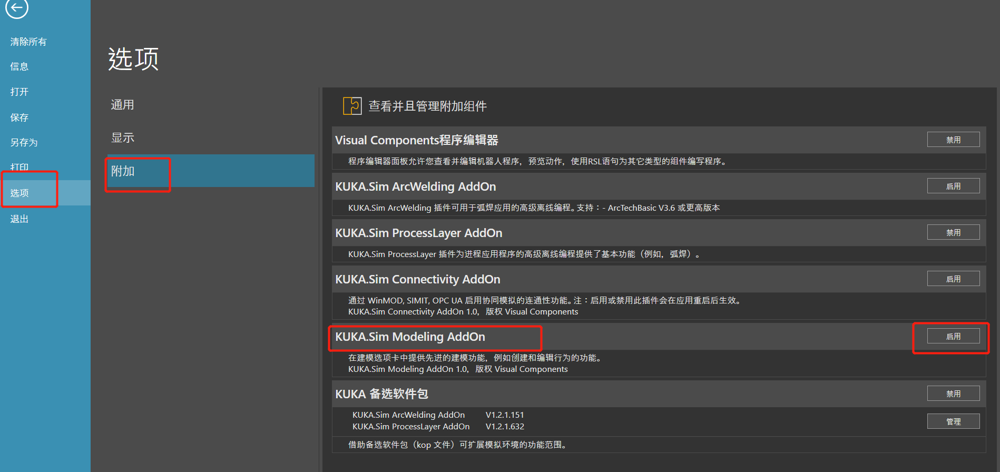 清除所有
信息
打开
保存
另存为
打印
选项
退出
选项
通用
显示
附加
查看并且管理附加组件
Visual Components程序编辑器
禁用
程序编辑器面板允许您查看并编辑机器人程序，预览动作，使用RSL语句为其它类型的组件编写程序。
KUKA.Sim ArcWelding AddOn
启用
KUKA.Sim ArcWelding 插件可用于弧焊应用的高级离线编程。支持：- ArcTechBasic V3.6 或更高版本
KUKA.Sim ProcessLayer AddOn
禁用
KUKA.Sim ProcessLayer 插件为进程应用程序的高级离线编程提供了基本功能（例如，弧焊）。
KUKA.Sim Connectivity AddOn
启用
通过 WinMOD, SIMIT, OPC UA 启用协同模拟的连通性功能。注：启用或禁用此插件会在应用重启后生效。
KUKA.Sim Connectivity AddOn 1.0，版权 Visual Components
KUKA.Sim Modeling AddOn
启用
在建模选项卡中提供先进的建模功能，例如创建和编辑行为的功能。
KUKA.Sim Modeling AddOn 1.0，版权 Visual Components
KUKA 备选软件包
禁用
KUKA.Sim ArcWelding AddOn V1.2.1.151
KUKA.Sim ProcessLayer AddOn V1.2.1.632
管理
借助备选软件包（kop 文件）可扩展模拟环境的功能范围。